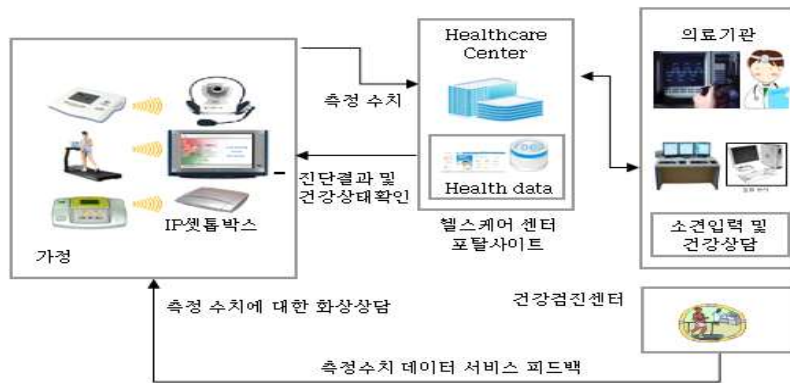 Healthcare
Center
의료기관
측정 수치
진단결과 및
건강상태확인
Health data
IP셋톱박스
가정
헬스케어 센터
포탈사이트
소견입력 및
건강상담
측정 수치에 대한 화상상담
건강검진센터
측정수치 데이터 서비스 피드백